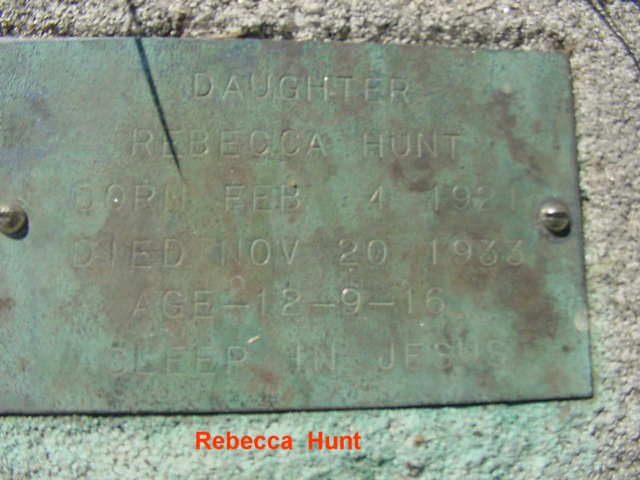 DAUGHTER
REBECCA HUNT
BORN FEB 4 1921
DIED NOV 20 1933
AGE-12-9-16
ASLEEP IN JESUS
Rebecca Hunt